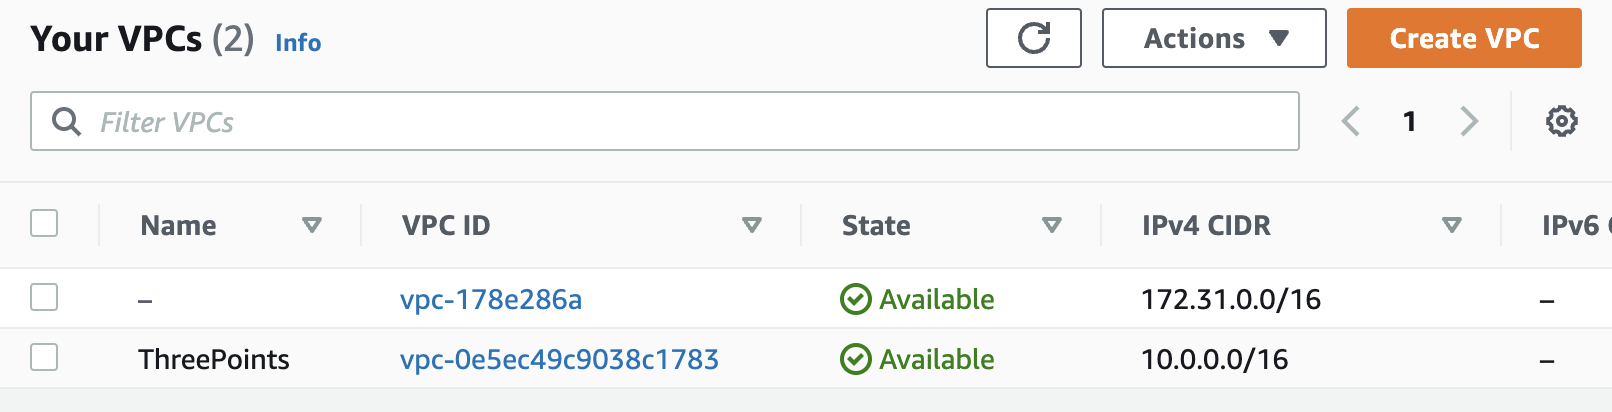 Your VPCs (2) Info Actions Create VPC
Filter VPCs 1
Name VPC ID State IPv4 CIDR IPv6
– vpc-178e286a Available 172.31.0.0/16 –
ThreePoints vpc-0e5ec49c9038c1783 Available 10.0.0.0/16 –